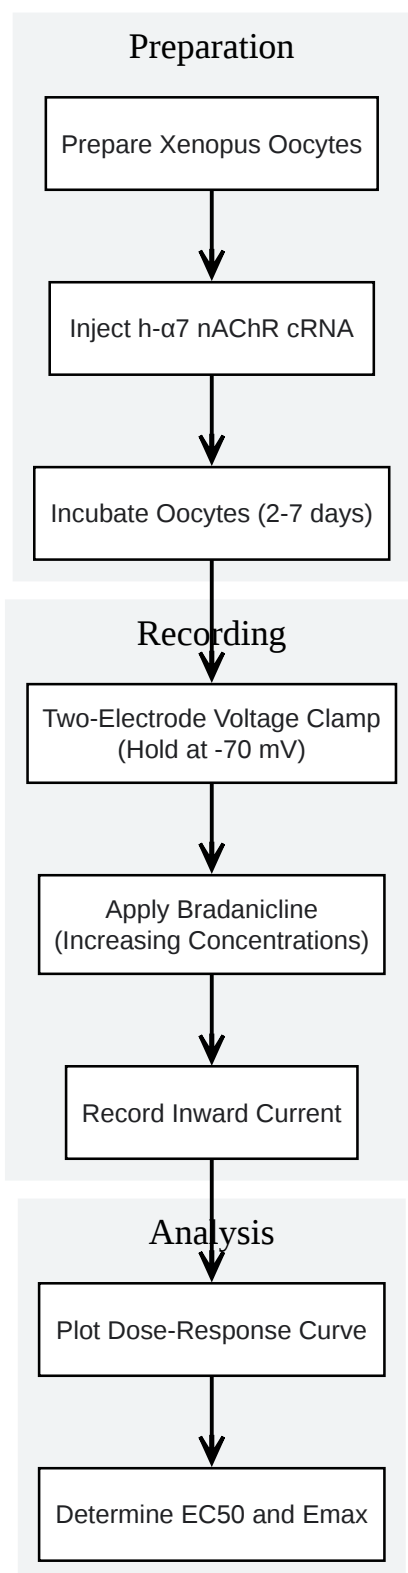 Preparation
Prepare Xenopus Oocytes
Inject h-α7 nAChR cRNA
Incubate Oocytes (2-7 days)
Recording
Two-Electrode Voltage Clamp
(Hold at -70 mV)
Apply Bradanicline
(Increasing Concentrations)
Record Inward Current
Analysis
Plot Dose-Response Curve
Determine EC50 and Emax